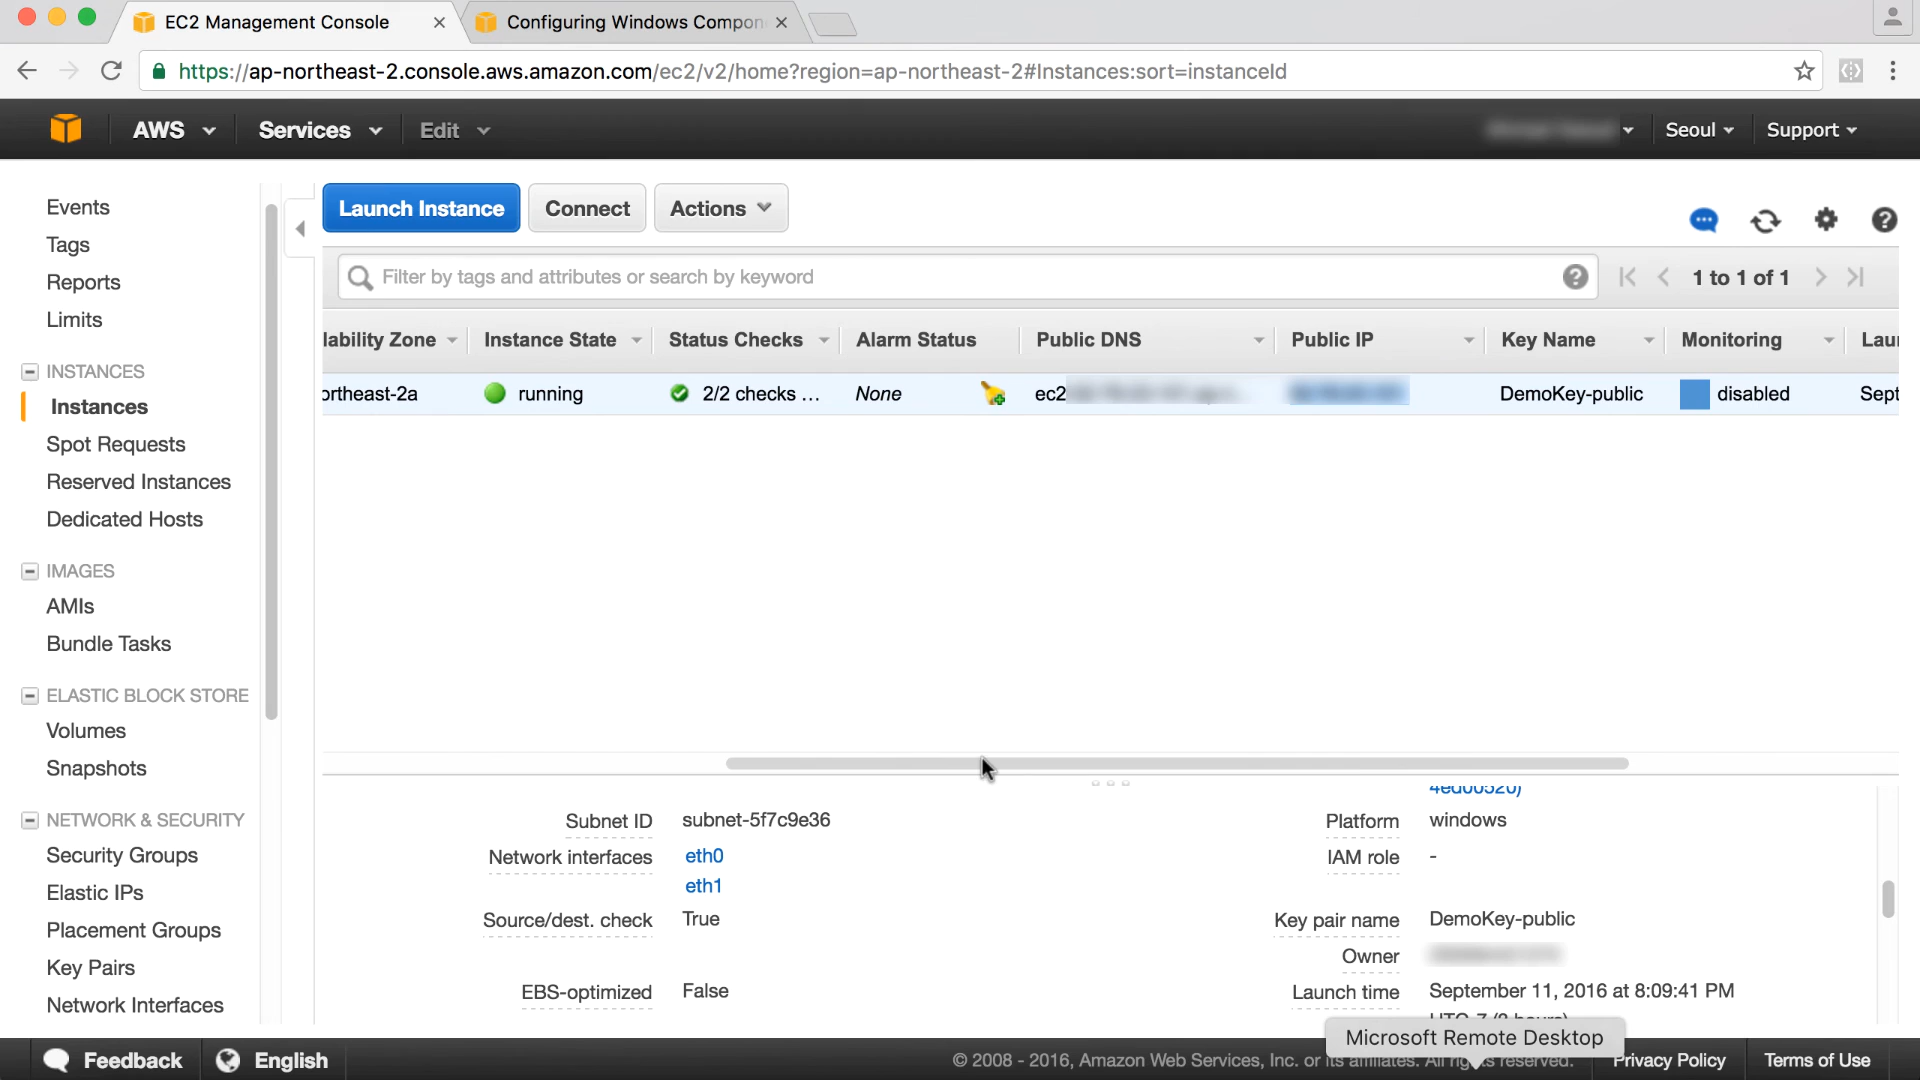 EC2 Management Console
Configuring Windows Compon
https://ap-northeast-2.console.aws.amazon.com/ec2/v2/home?region=ap-northeast-2#Instances:sort=instanceId
AWS Services Edit Seoul Support
Events
Tags
Reports
Limits
INSTANCES
Instances
Spot Requests
Reserved Instances
Dedicated Hosts
IMAGES
AMIs
Bundle Tasks
ELASTIC BLOCK STORE
Volumes
Snapshots
NETWORK & SECURITY
Security Groups
Elastic IPs
Placement Groups
Key Pairs
Network Interfaces
Launch Instance Connect Actions
Filter by tags and attributes or search by keyword
1 to 1 of 1
lability Zone Instance State Status Checks Alarm Status Public DNS Public IP Key Name Monitoring Lau
ortheast-2a running 2/2 checks ... None ec2 DemoKey-public disabled Sept
Subnet ID subnet-5f7c9e36 Platform windows
Network interfaces eth0 IAM role -
eth1
Source/dest. check True Key pair name DemoKey-public
Owner
EBS-optimized False Launch time September 11, 2016 at 8:09:41 PM
Microsoft Remote Desktop
Feedback English © 2008 - 2016, Amazon Web Services, Inc. or its affiliates. All rights reserved. Privacy Policy Terms of Use